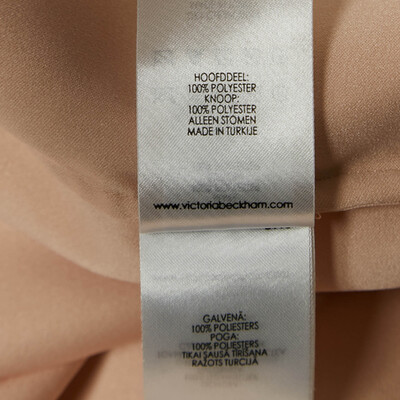 HOOFDDEEL:
100% POLYESTER
KNOOP:
100% POLYESTER
ALLEEN STOMEN
MADE IN TURKIJE
www.victoriabeckham.com
GALVENĀ:
100% POLIESTERS
POGA:
100% POLIESTERS
TIKAI SAUSĀ TĪRĪŠANA
RAŽOTS TURCIJĀ